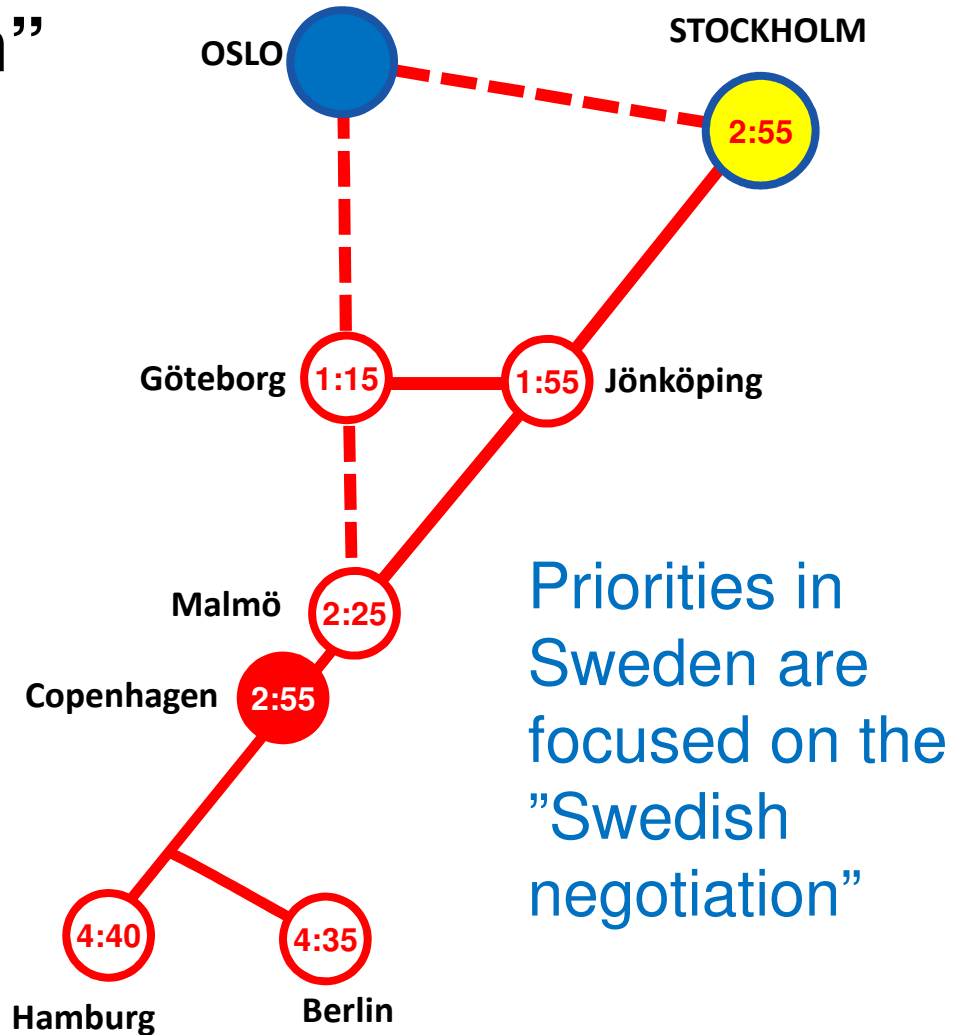 n”
OSLO
STOCKHOLM
2:55
Göteborg
1:15
1:55
Jönköping
Malmö
2:25
Copenhagen
2:55
Priorities in
Sweden are
focused on the
”Swedish
negotiation”
4:40
4:35
Hamburg
Berlin